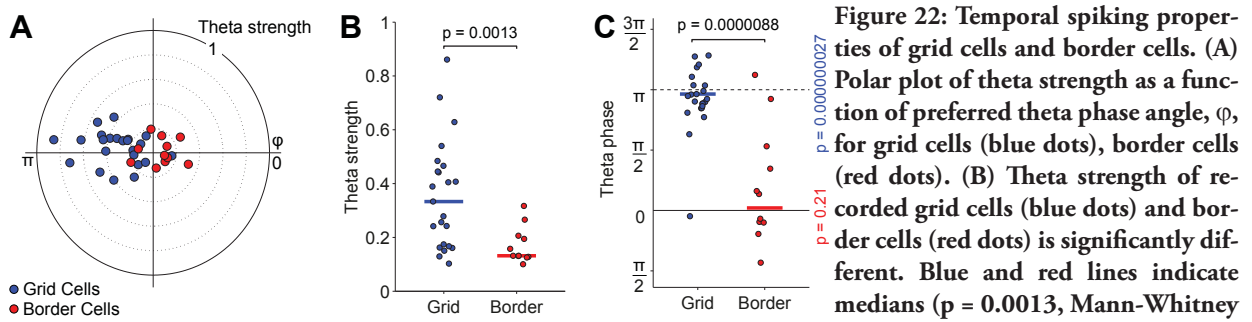 A
Theta strength
1
φ
π
0
Grid Cells
Border Cells
B
p = 0.0013
Theta strength
1
0.8
0.6
0.4
0.2
0
Grid
Border
C
p = 0.0000088
Theta phase
3π
2
π
π
2
0
π
2
Grid
Border
p = 0.000000027
p = 0.21
Figure 22: Temporal spiking proper-
ties of grid cells and border cells. (A)
Polar plot of theta strength as a func-
tion of preferred theta phase angle, φ,
for grid cells (blue dots), border cells
(red dots). (B) Theta strength of re-
corded grid cells (blue dots) and bor-
der cells (red dots) is significantly dif-
ferent. Blue and red lines indicate
medians (p = 0.0013, Mann-Whitney